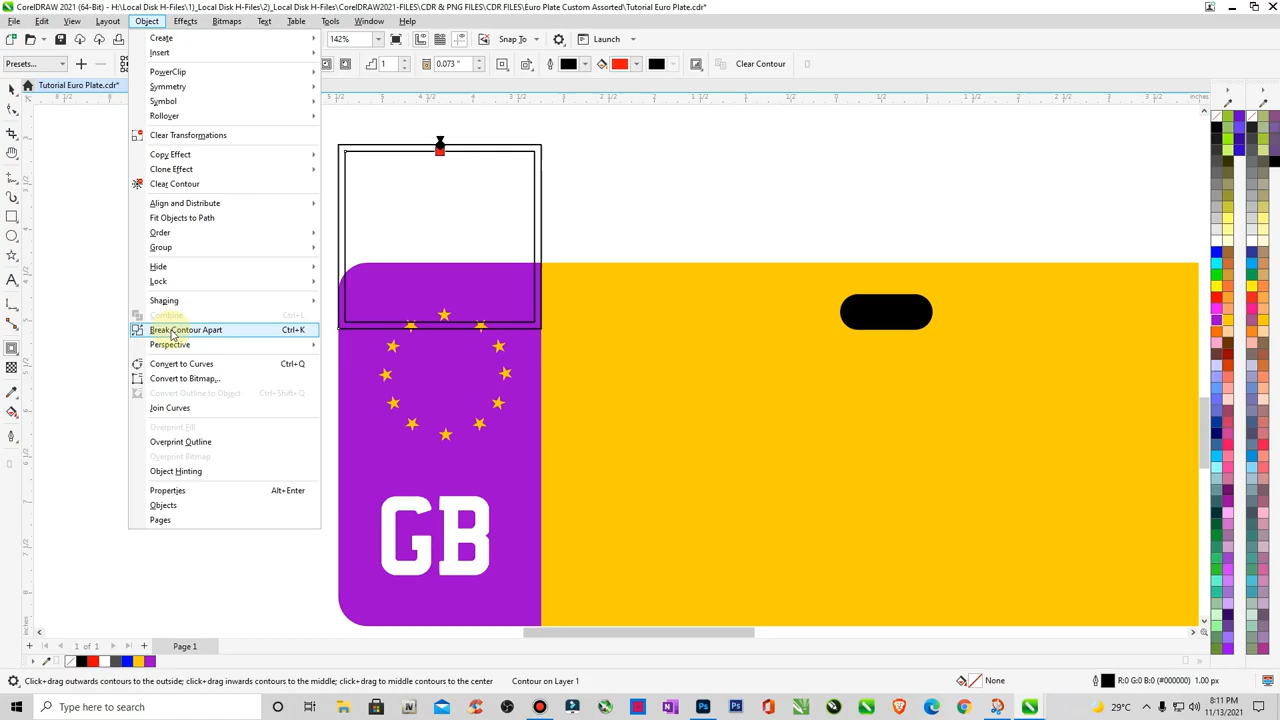 CorelDRAW 2021 (64-Bit) - H:\Local Disk H-Files\1)_Local Disk H-Files\2)_Local Disk H-Files\CorelDRAW2021-FILES\CDR & PNG FILES\CDR FILES\Euro Plate Custom Assorted\Tutorial Euro Plate.cdr*
File Edit View Layout Object Effects Bitmaps Text Table Tools Window Help
142% Snap To Launch
Presets... 1 0.073 " Clear Contour
Tutorial Euro Plate.cdr*
inches
Create
Insert
PowerClip
Symmetry
Symbol
Rollover
Clear Transformations
Copy Effect
Clone Effect
Clear Contour
Align and Distribute
Fit Objects to Path
Order
Group
Hide
Lock
Shaping
Combine Ctrl+L
Break Contour Apart Ctrl+K
Perspective
Convert to Curves Ctrl+Q
Convert to Bitmap...
Convert Outline to Object Ctrl+Shift+Q
Join Curves
Overprint Fill
Overprint Outline
Overprint Bitmap
Object Hinting
Properties Alt+Enter
Objects
Pages
GB
1 of 1 Page 1
Click+drag outwards contours to the outside; click+drag inwards contours to the middle; click+drag to middle contours to the center Contour on Layer 1 None R:0 G:0 B:0 (#000000) 1.00 px
Type here to search 29°C 8:11 PM
11/13/2021